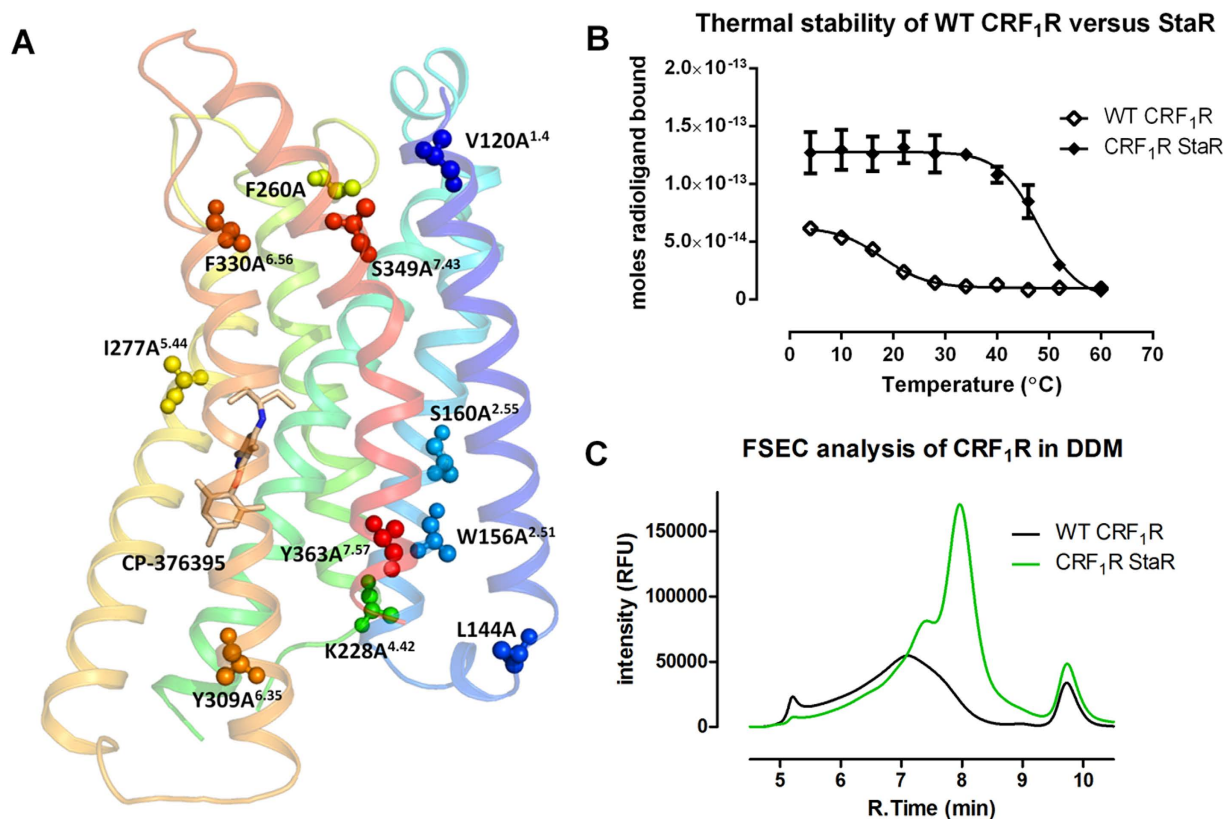 A
V120A1.4
F260A
F330A6.56
S349A7.43
I277A5.44
S160A2.55
CP-376395
Y363A7.57
W156A2.51
K228A4.42
L144A
Y309A6.35
Thermal stability of WT CRF1R versus StaR
B
2.0×10-13
1.5×10-13
1.0×10-13
5.0×10-14
0
moles radioligand bound
WT CRF1R
CRF1R StaR
0 10 20 30 40 50 60 70
Temperature (°C)
C
FSEC analysis of CRF1R in DDM
150000
100000
50000
0
intensity (RFU)
WT CRF1R
CRF1R StaR
5 6 7 8 9 10
R.Time (min)